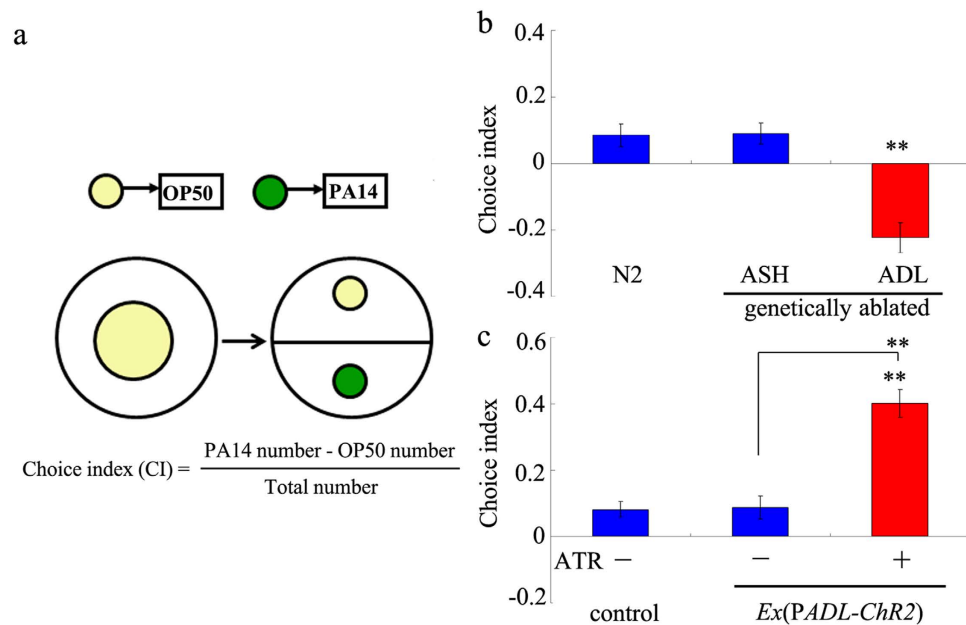 a
OP50
PA14
Choice index (CI) = PA14 number - OP50 number
Total number
b
Choice index
0.4
0.2
0
-0.2
-0.4
**
N2
ASH
ADL
genetically ablated
c
Choice index
0.6
0.4
0.2
0
-0.2
**
**
ATR − − +
control
Ex(PADL-ChR2)